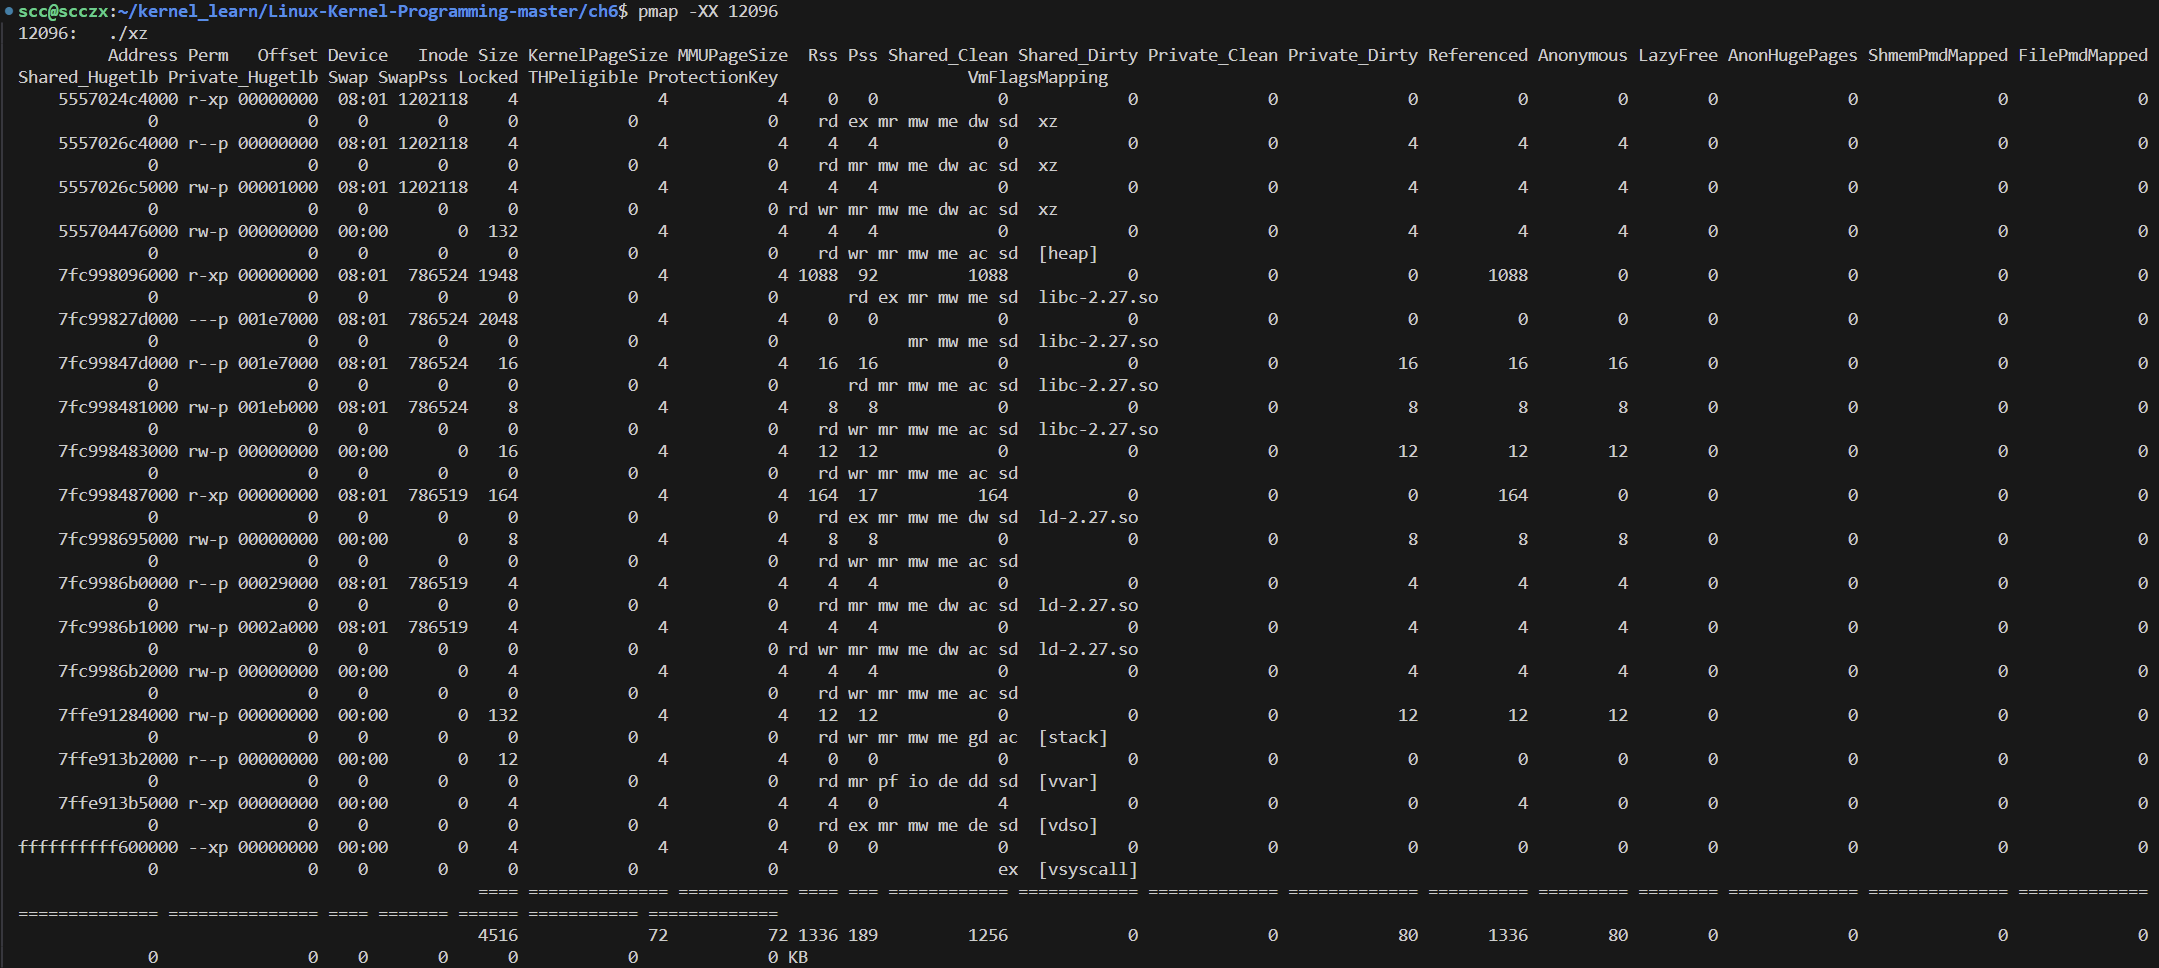 scc@scczx:~/kernel_learn/Linux-Kernel-Programming-master/ch6$ pmap -XX 12096
12096:   ./xz
Address Perm Offset Device Inode Size KernelPageSize MMUPageSize Rss Pss Shared_Clean Shared_Dirty Private_Clean Private_Dirty Referenced Anonymous LazyFree AnonHugePages ShmemPmdMapped FilePmdMapped
Shared_Hugetlb Private_Hugetlb Swap SwapPss Locked THPeligible ProtectionKey VmFlagsMapping
5557024c4000 r-xp 00000000 08:01 1202118 4 4 4 0 0 0 0 0 0 0 0 0 0 0 0
0 0 0 0 0 0 0 rd ex mr mw me dw sd xz
5557026c4000 r--p 00000000 08:01 1202118 4 4 4 4 4 0 0 0 4 4 4 0 0 0 0
0 0 0 0 0 0 0 rd mr mw me dw ac sd xz
5557026c5000 rw-p 00001000 08:01 1202118 4 4 4 4 4 0 0 0 4 4 4 0 0 0 0
0 0 0 0 0 0 0 rd wr mr mw me dw ac sd xz
555704476000 rw-p 00000000 00:00 0 132 4 4 4 4 0 0 0 4 4 4 0 0 0 0
0 0 0 0 0 0 0 rd wr mr mw me ac sd [heap]
7fc998096000 r-xp 00000000 08:01 786524 1948 4 4 1088 92 1088 0 0 0 1088 0 0 0 0 0
0 0 0 0 0 0 0 rd ex mr mw me sd libc-2.27.so
7fc99827d000 ---p 001e7000 08:01 786524 2048 4 4 0 0 0 0 0 0 0 0 0 0 0 0
0 0 0 0 0 0 0 mr mw me sd libc-2.27.so
7fc99847d000 r--p 001e7000 08:01 786524 16 4 4 16 16 0 0 0 16 16 16 0 0 0 0
0 0 0 0 0 0 0 rd mr mw me ac sd libc-2.27.so
7fc998481000 rw-p 001eb000 08:01 786524 8 4 4 8 8 0 0 0 8 8 8 0 0 0 0
0 0 0 0 0 0 0 rd wr mr mw me ac sd libc-2.27.so
7fc998483000 rw-p 00000000 00:00 0 16 4 4 12 12 0 0 0 12 12 12 0 0 0 0
0 0 0 0 0 0 0 rd wr mr mw me ac sd
7fc998487000 r-xp 00000000 08:01 786519 164 4 4 164 17 164 0 0 0 164 0 0 0 0 0
0 0 0 0 0 0 0 rd ex mr mw me dw sd ld-2.27.so
7fc998695000 rw-p 00000000 00:00 0 8 4 4 8 8 0 0 0 8 8 8 0 0 0 0
0 0 0 0 0 0 0 rd wr mr mw me ac sd
7fc9986b0000 r--p 00029000 08:01 786519 4 4 4 4 4 0 0 0 4 4 4 0 0 0 0
0 0 0 0 0 0 0 rd mr mw me dw ac sd ld-2.27.so
7fc9986b1000 rw-p 0002a000 08:01 786519 4 4 4 4 4 0 0 0 4 4 4 0 0 0 0
0 0 0 0 0 0 0 rd wr mr mw me dw ac sd ld-2.27.so
7fc9986b2000 rw-p 00000000 00:00 0 4 4 4 4 4 0 0 0 4 4 4 0 0 0 0
0 0 0 0 0 0 0 rd wr mr mw me ac sd
7ffe91284000 rw-p 00000000 00:00 0 132 4 4 12 12 0 0 0 12 12 12 0 0 0 0
0 0 0 0 0 0 0 rd wr mr mw me gd ac [stack]
7ffe913b2000 r--p 00000000 00:00 0 12 4 4 0 0 0 0 0 0 0 0 0 0 0 0
0 0 0 0 0 0 0 rd mr pf io de dd sd [vvar]
7ffe913b5000 r-xp 00000000 00:00 0 4 4 4 4 0 4 0 0 0 4 0 0 0 0 0
0 0 0 0 0 0 0 rd ex mr mw me de sd [vdso]
ffffffffff600000 --xp 00000000 00:00 0 4 4 4 0 0 0 0 0 0 0 0 0 0 0 0
0 0 0 0 0 0 0 ex [vsyscall]
==== ============== =========== ==== === ============ ============ ============= ============= ========== ========= ======== ============= ============== =============
============== =============== ==== ======= ====== =========== =============
4516 72 72 1336 189 1256 0 0 80 1336 80 0 0 0 0
0 0 0 0 0 0 0 KB